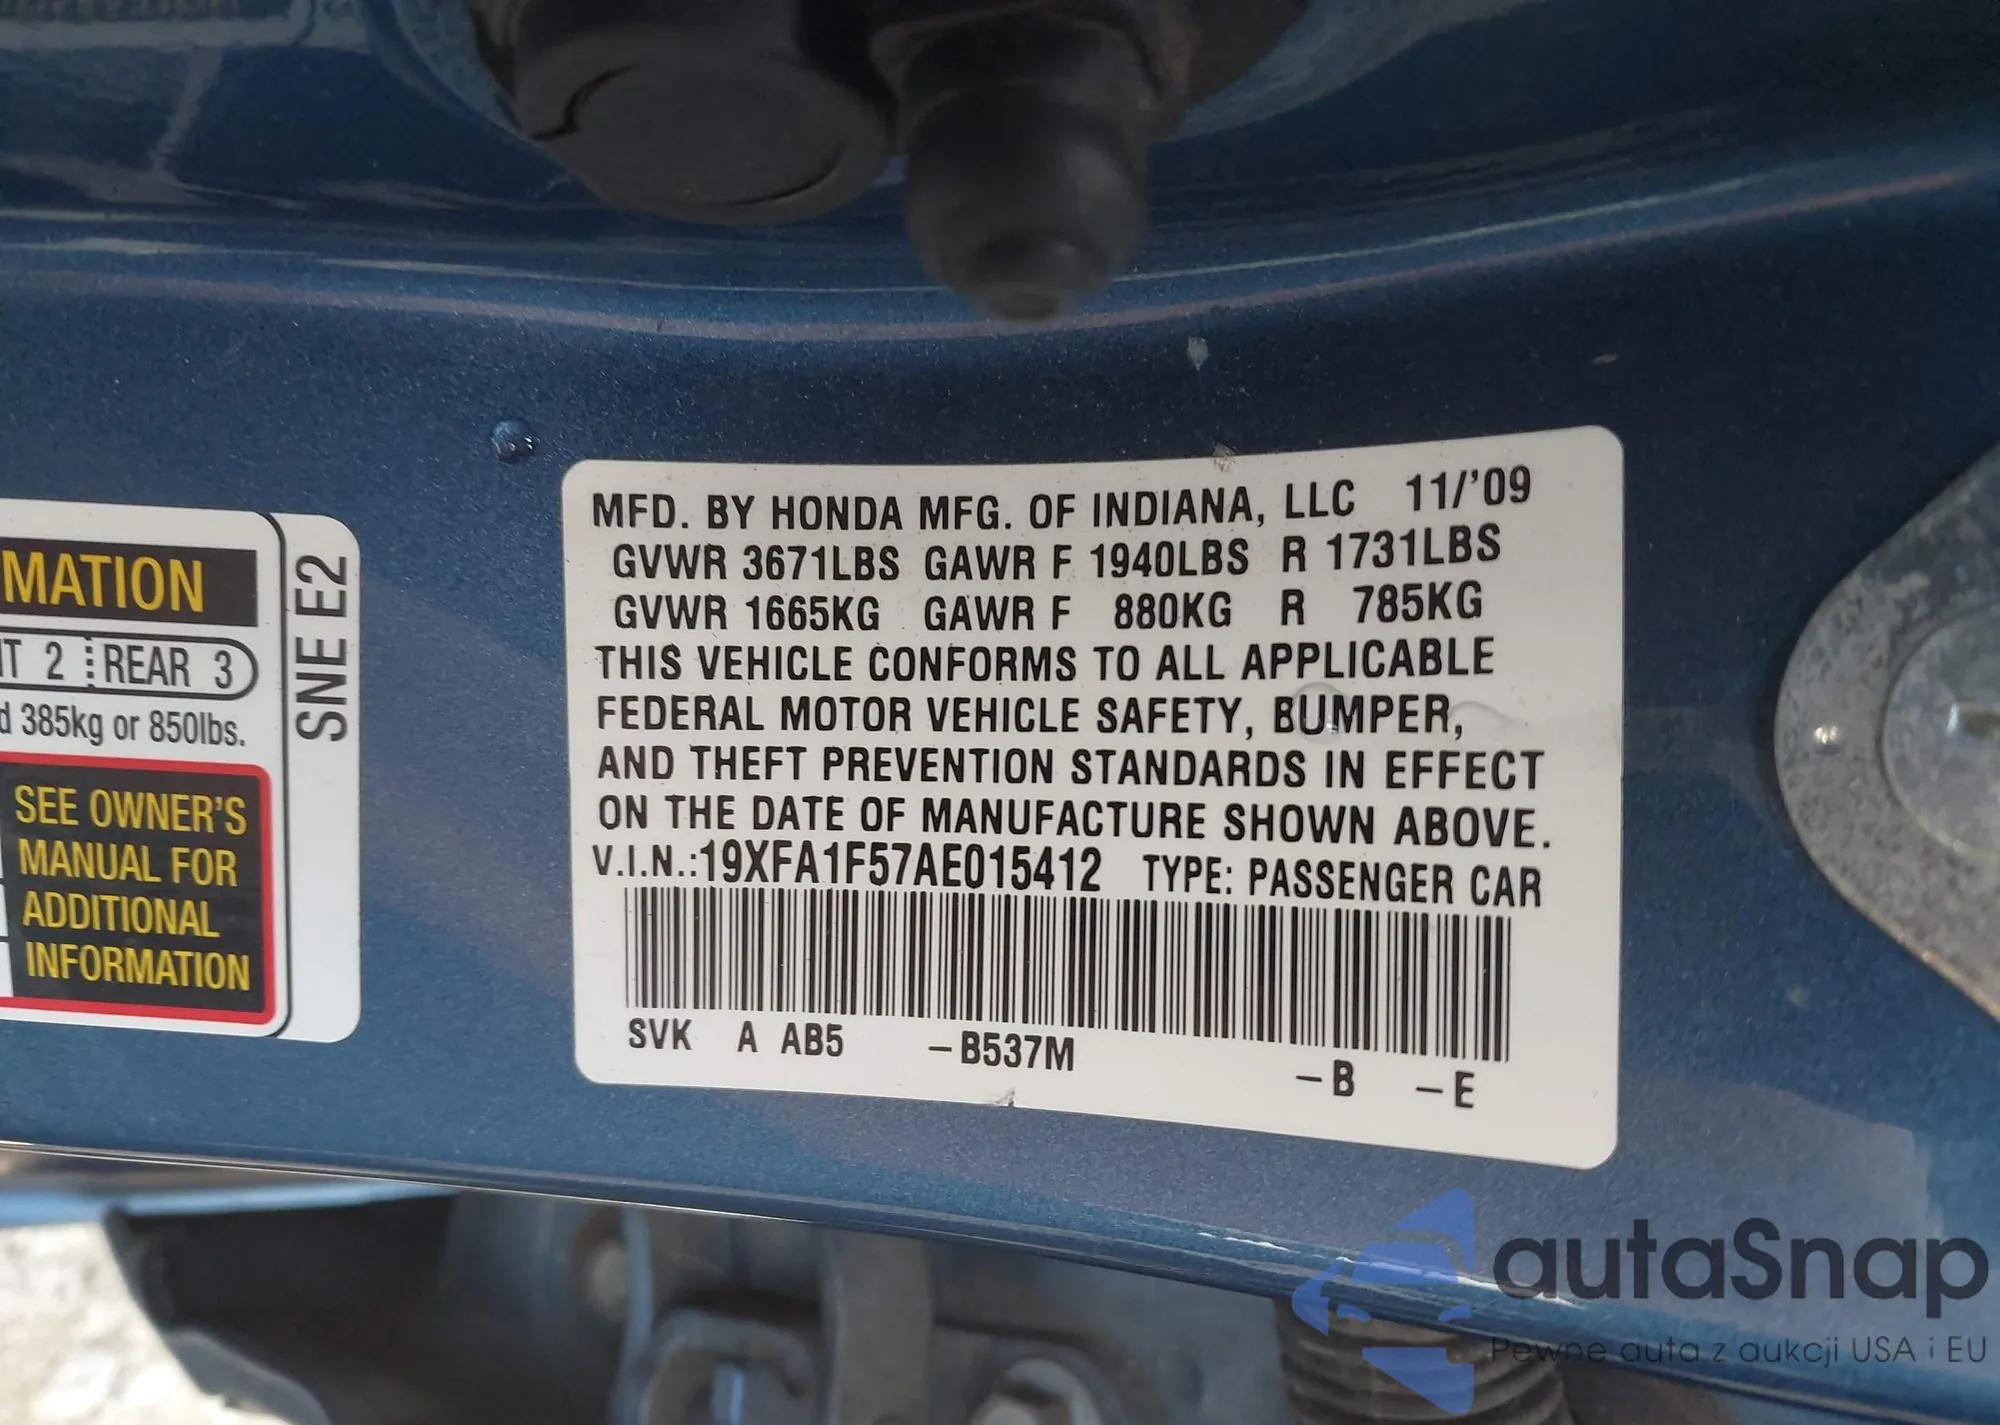 MATION
T 2 REAR 3
d 385kg or 850lbs.
SEE OWNER'S
MANUAL FOR
ADDITIONAL
INFORMATION
SNE E2
MFD. BY HONDA MFG. OF INDIANA, LLC 11/'09
GVWR 3671LBS GAWR F 1940LBS R 1731LBS
GVWR 1665KG GAWR F 880KG R 785KG
THIS VEHICLE CONFORMS TO ALL APPLICABLE
FEDERAL MOTOR VEHICLE SAFETY, BUMPER,
AND THEFT PREVENTION STANDARDS IN EFFECT
ON THE DATE OF MANUFACTURE SHOWN ABOVE.
V.I.N.:19XFA1F57AE015412 TYPE: PASSENGER CAR
SVK A AB5 -B537M -B -E
autaSnap
Pewne auta z aukcji USA i EU